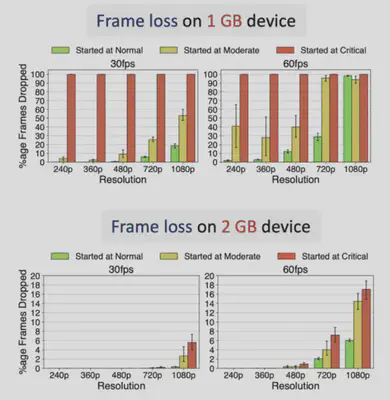 Frame loss on 1 GB device
Started at Normal Started at Moderate Started at Critical
30fps 60fps
%age Frames Dropped
100
90
80
70
60
50
40
30
20
10
0
240p 360p 480p 720p 1080p 240p 360p 480p 720p 1080p
Resolution Resolution
Frame loss on 2 GB device
Started at Normal Started at Moderate Started at Critical
30fps 60fps
%age Frames Dropped
20
18
16
14
12
10
8
6
4
2
0
240p 360p 480p 720p 1080p 240p 360p 480p 720p 1080p
Resolution Resolution